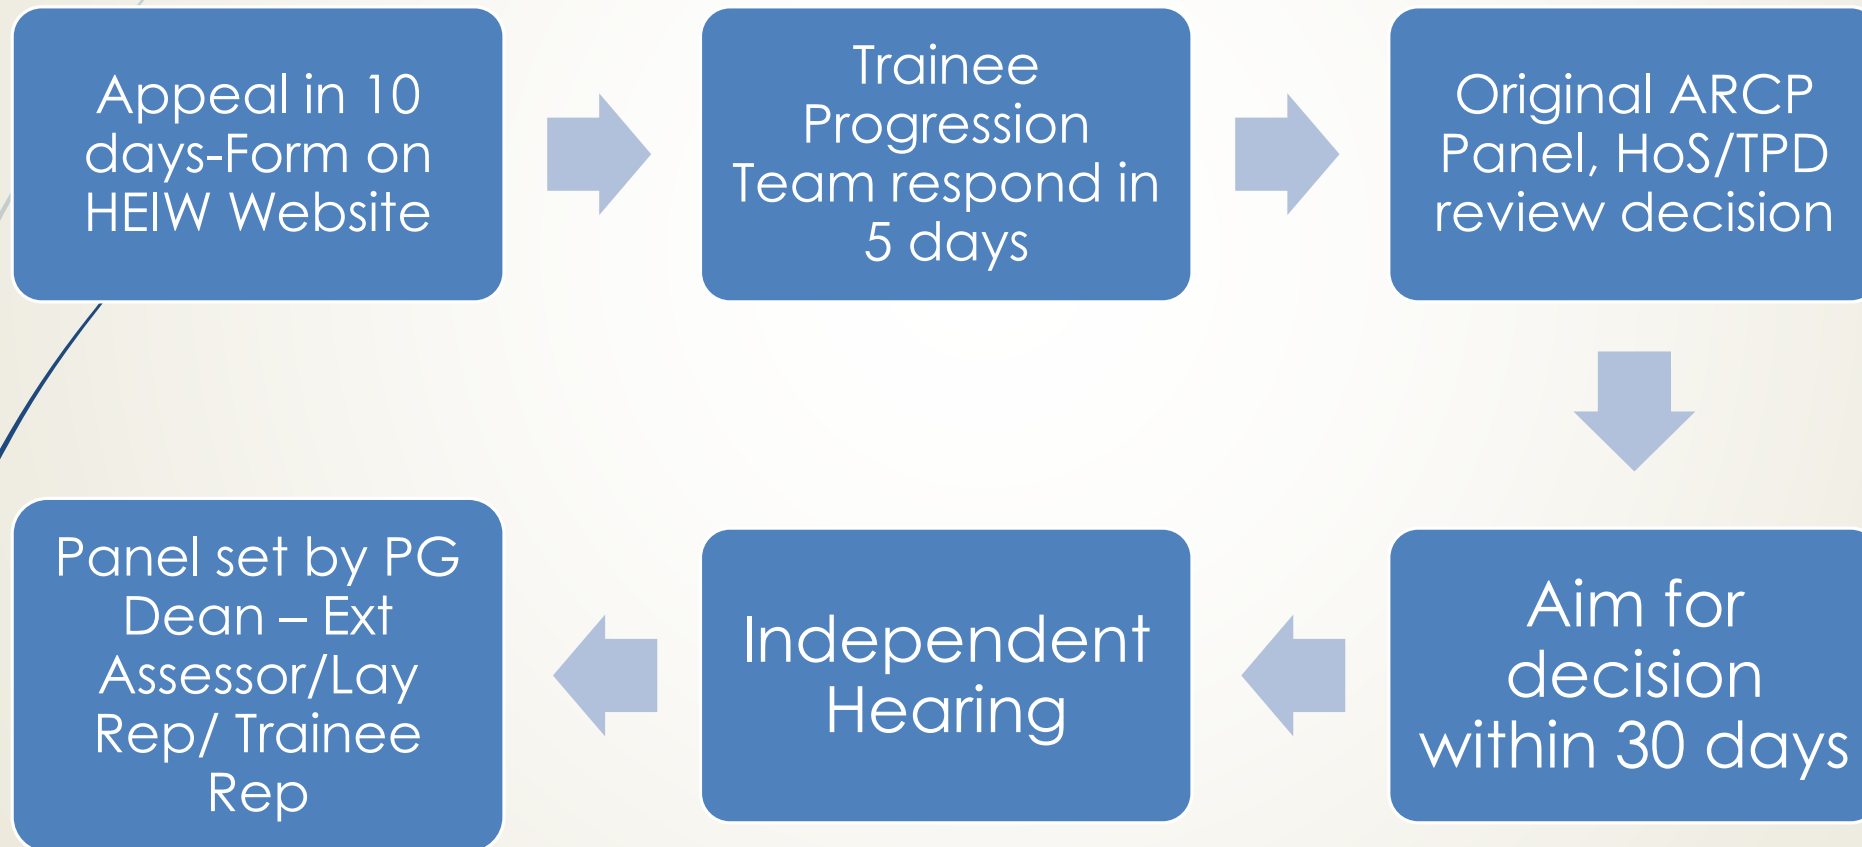 Appeal in 10
days-Form on
HEIW Website
Trainee
Progression
Team respond in
5 days
Original ARCP
Panel, HoS/TPD
review decision
Aim for
decision
within 30 days
Independent
Hearing
Panel set by PG
Dean – Ext
Assessor/Lay
Rep/ Trainee
Rep